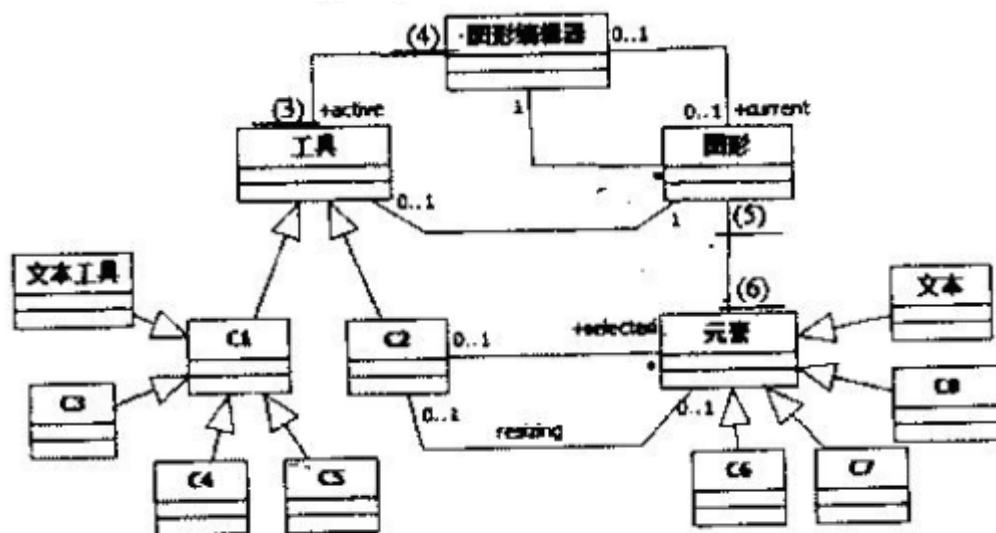 (4)
图形编辑器
0..1
(3)
+active
1
0..1
+current
工具
图形
*
0..1
1
(5)
文本工具
(6)
文本
C1
C2
0..1
+selected
*
元素
C3
C8
0..1
resizing
0..1
C4
C5
C6
C7